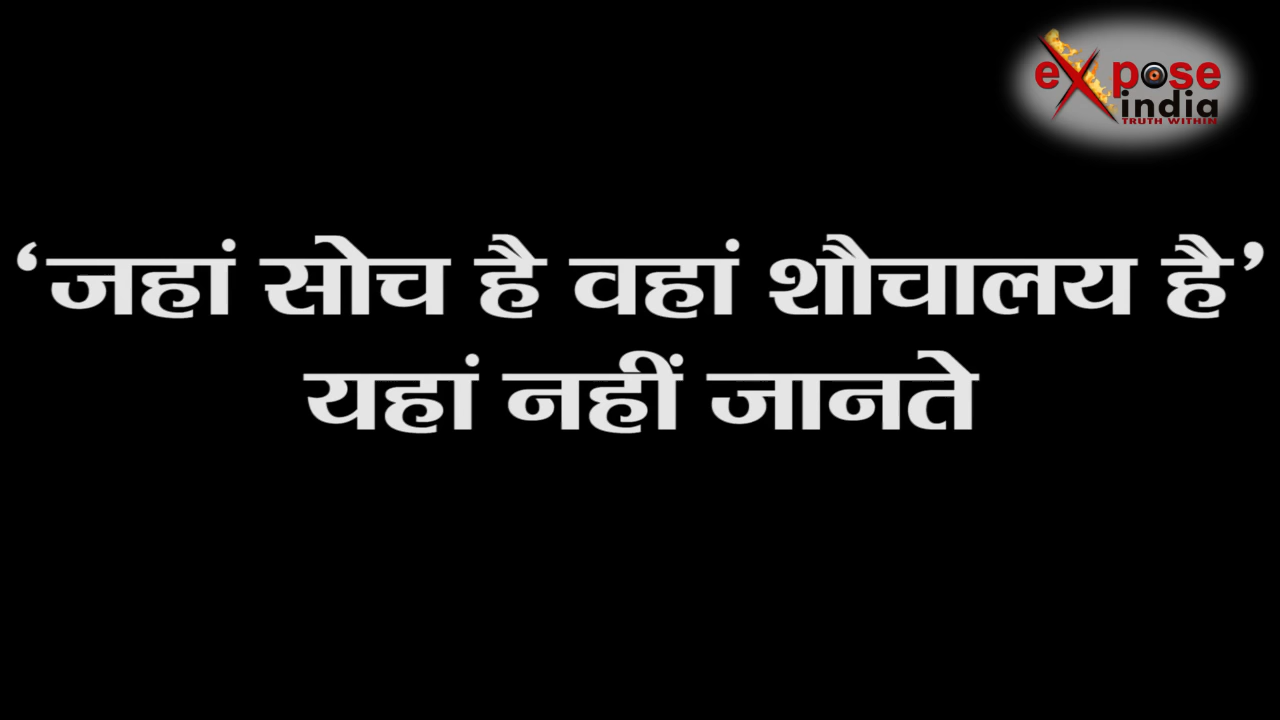 expose
india
TRUTH WITHIN
‘जहां सोच है वहां शौचालय है’
यहां नहीं जानते